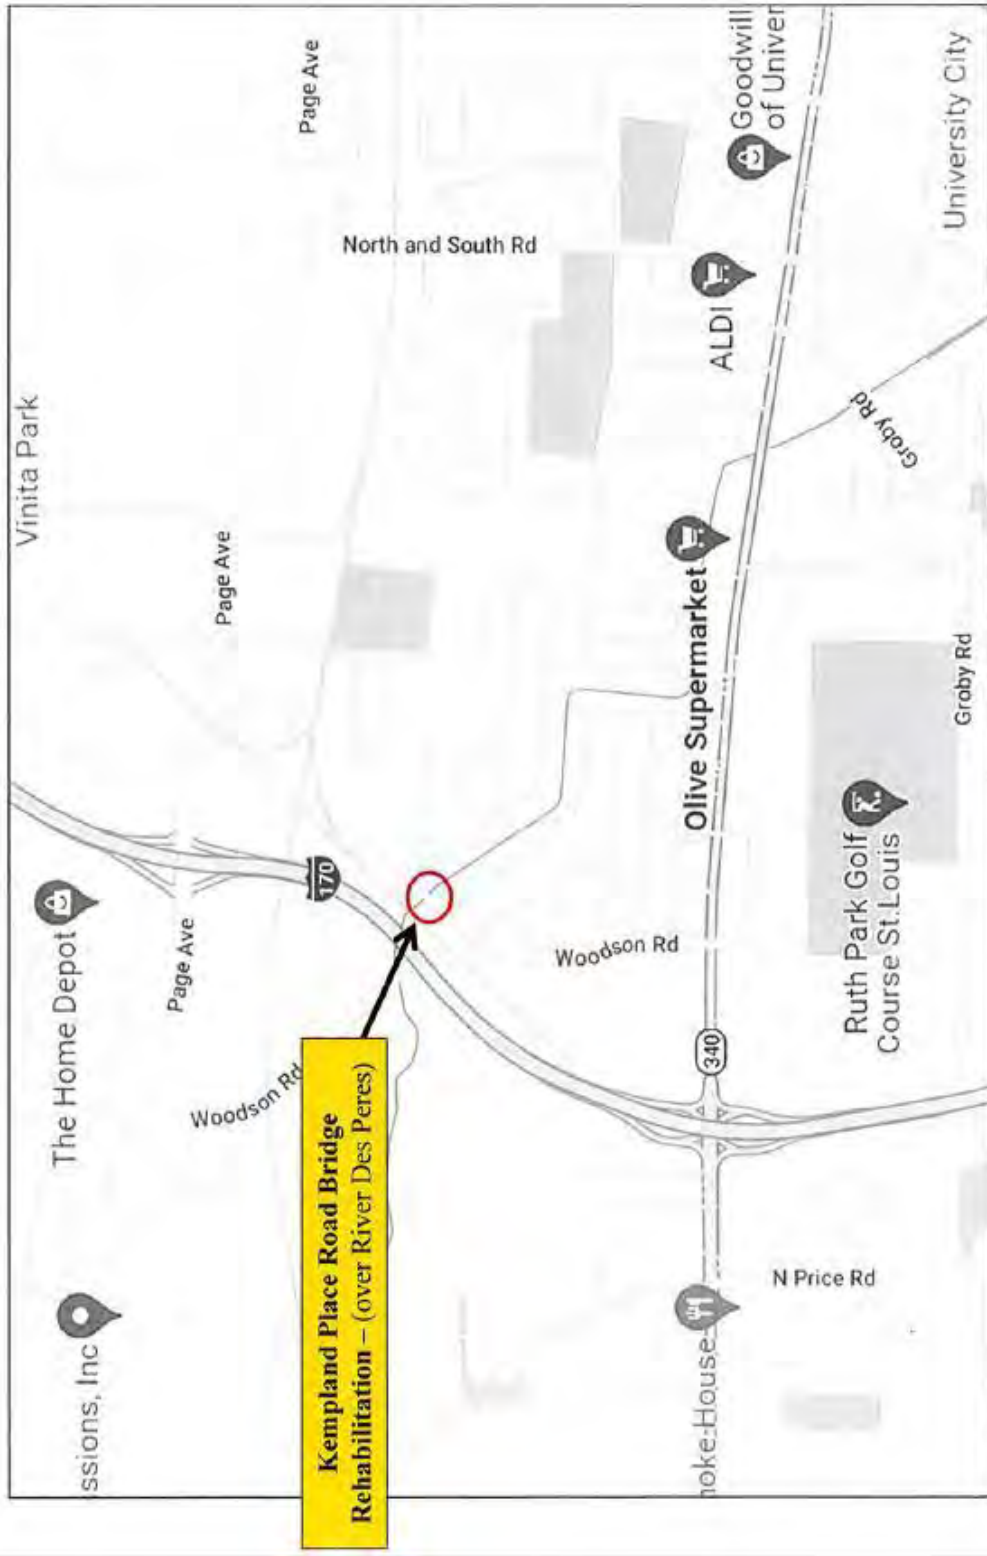 Vinita Park
The Home Depot
ssions, Inc
Page Ave
Page Ave
Page Ave
North and South Rd
170
Woodson Rd
Kempland Place Road Bridge
Rehabilitation – (over River Des Peres)
Woodson Rd
Olive Supermarket
ALDI
Goodwill
of Univer
340
noke House
N Price Rd
Ruth Park Golf
Course St.Louis
Groby Rd
Groby Rd
University City